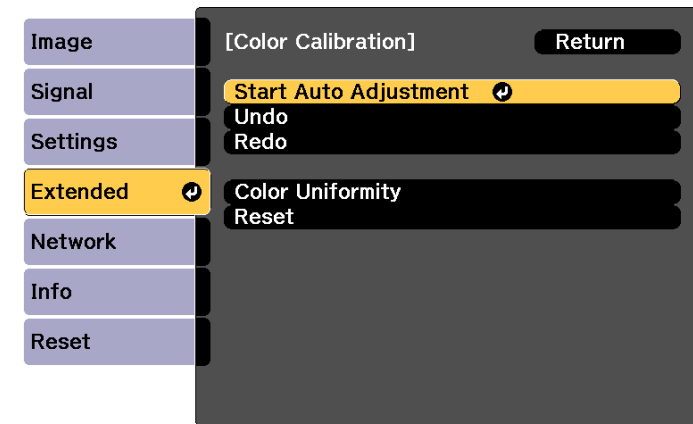 Image
Signal
Settings
Extended
Network
Info
Reset
[Color Calibration] Return
Start Auto Adjustment
Undo
Redo
Color Uniformity
Reset